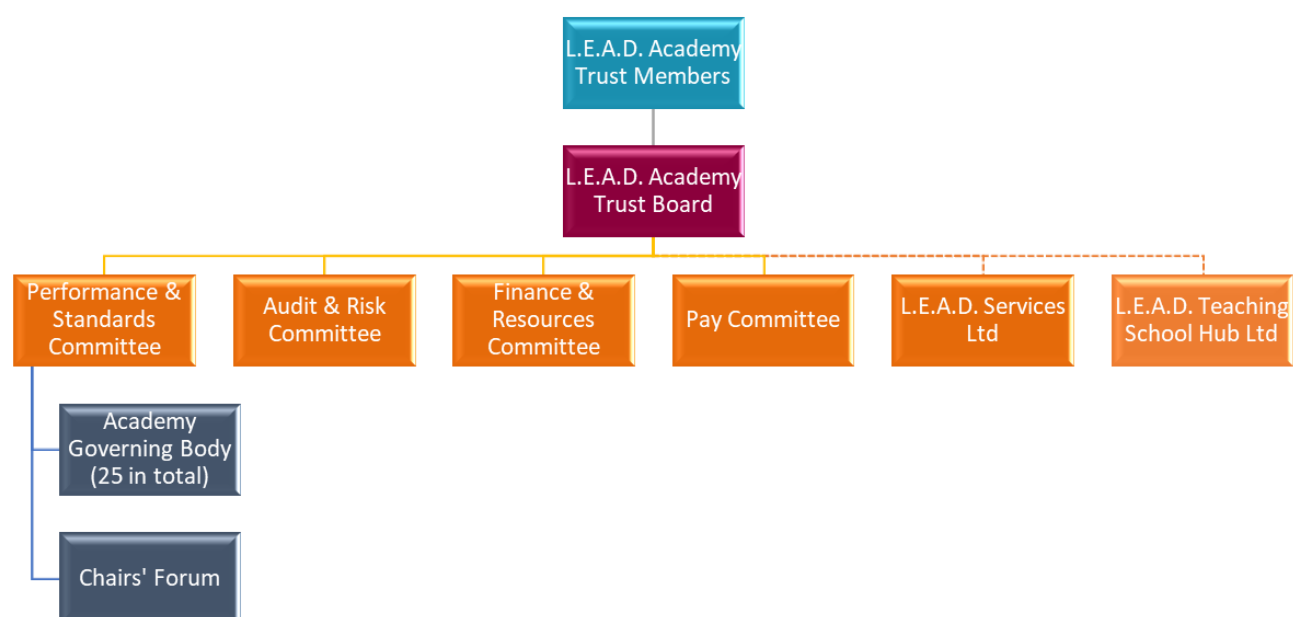 L.E.A.D. Academy
Trust Members
L.E.A.D. Academy
Trust Board
Performance &
Standards
Committee
Audit & Risk
Committee
Finance &
Resources
Committee
Pay Committee
L.E.A.D. Services
Ltd
L.E.A.D. Teaching
School Hub Ltd
Academy
Governing Body
(25 in total)
Chairs' Forum